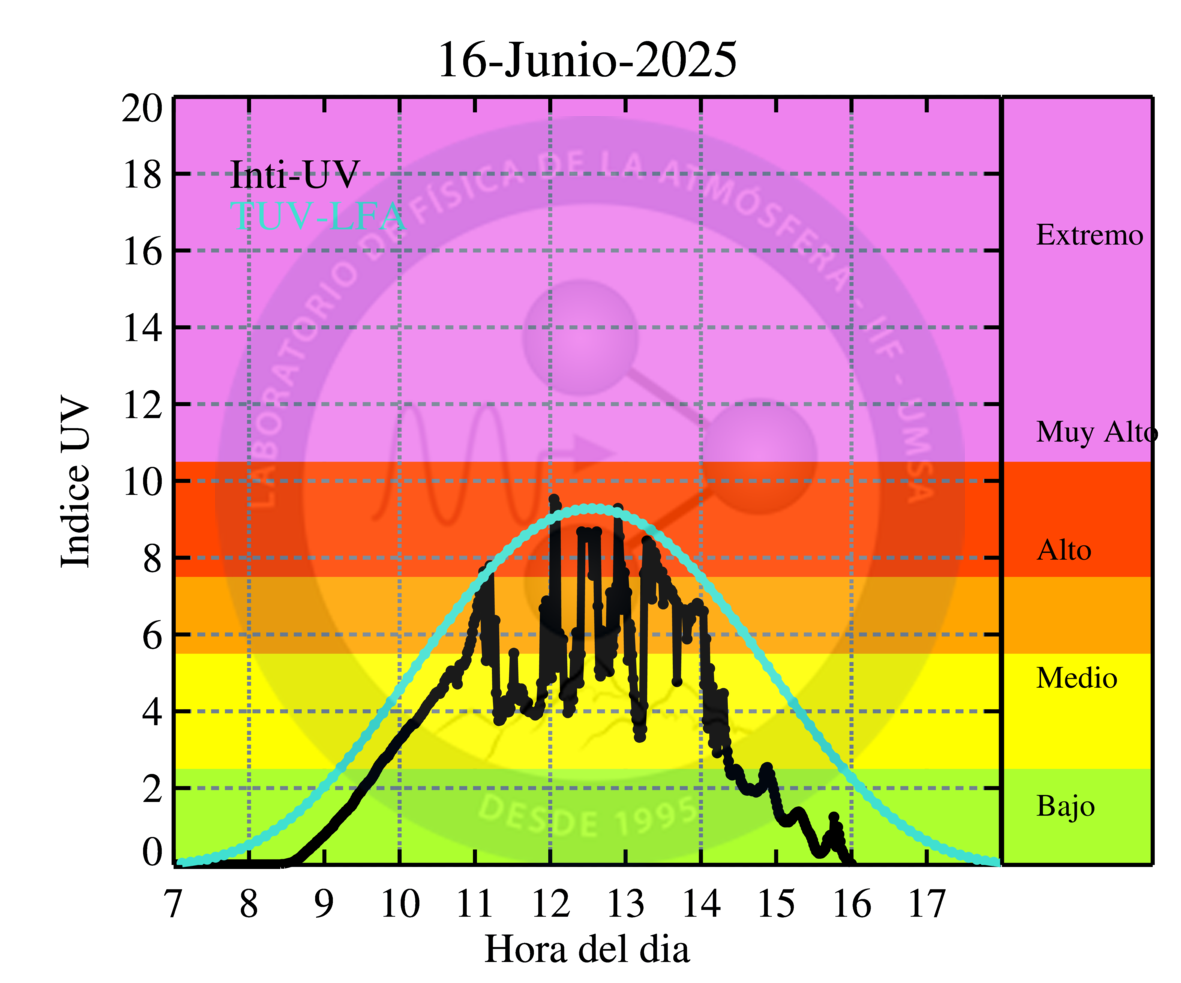 16-Junio-2025
20
18
16
14
12
10
8
6
4
2
0
Indice UV
Inti-UV
TUV-LFA
LABORATORIO DE FÍSICA DE LA ATMÓSFERA - IIF - UMSA
DESDE 1995
Extremo
Muy Alto
Alto
Medio
Bajo
7 8 9 10 11 12 13 14 15 16 17
Hora del dia